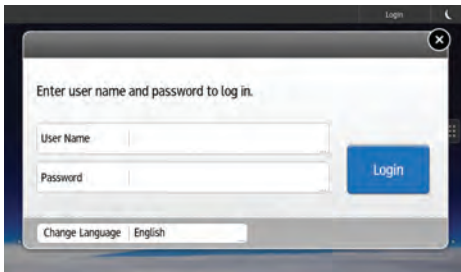 Login
Enter user name and password to log in.
User Name
Password
Login
Change Language English